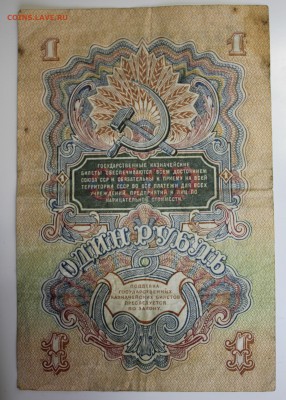 COINS.LAVE.RU
1 1
ГОСУДАРСТВЕННЫЕ КАЗНАЧЕЙСКИЕ
БИЛЕТЫ ОБЕСПЕЧИВАЮТСЯ ВСЕМ ДОСТОЯНИЕМ
СОЮЗА ССР И ОБЯЗАТЕЛЬНЫ К ПРИЕМУ НА ВСЕЙ
ТЕРРИТОРИИ СССР ВО ВСЕ ПЛАТЕЖИ ДЛЯ ВСЕХ
УЧРЕЖДЕНИЙ, ПРЕДПРИЯТИЙ И ЛИЦ ПО
НАРИЦАТЕЛЬНОЙ СТОИМОСТИ.
1 1
ОДИН РУБЛЬ
ПОДДЕЛКА
ГОСУДАРСТВЕННЫХ
КАЗНАЧЕЙСКИХ БИЛЕТОВ
ПРЕСЛЕДУЕТСЯ
ПО ЗАКОНУ.
1 1